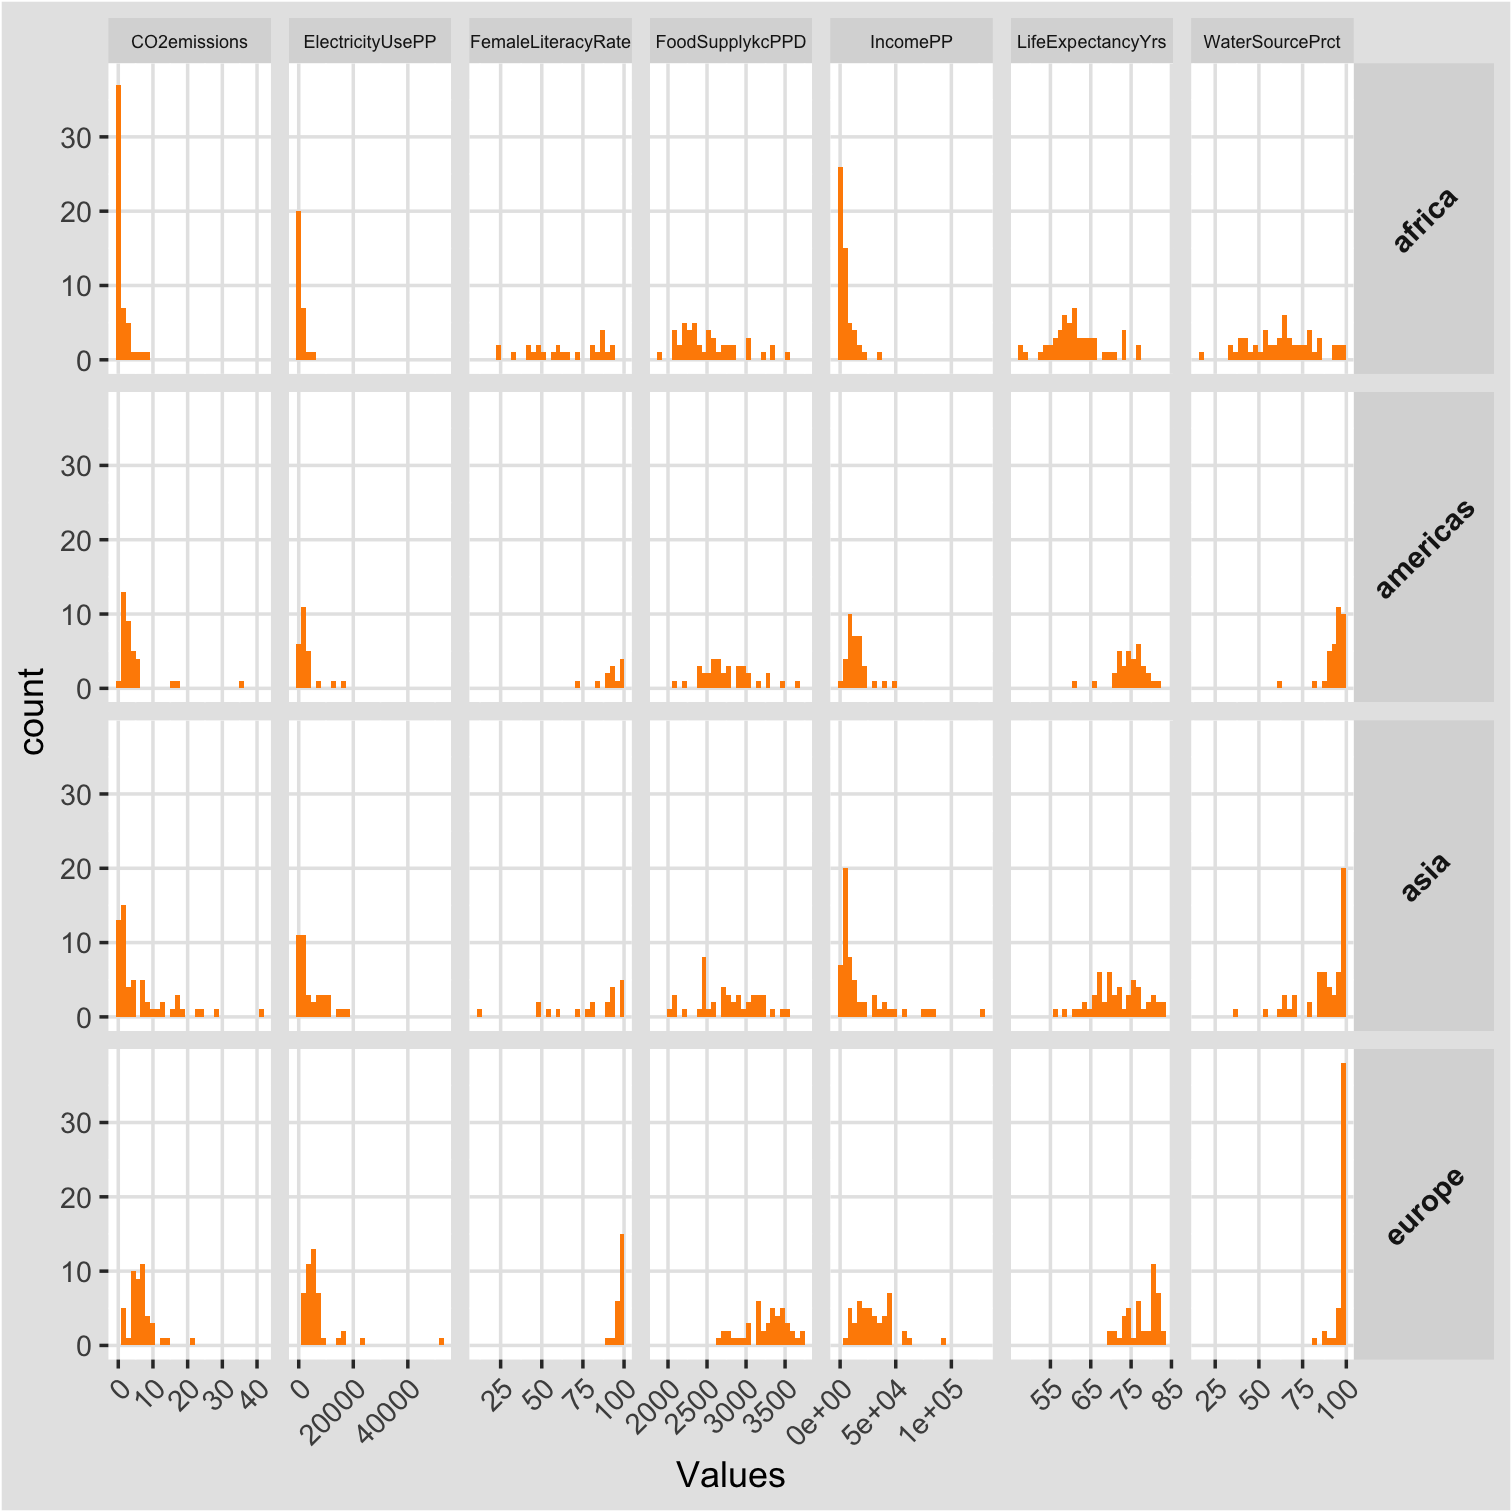 CO2emissions ElectricityUsePP FemaleLiteracyRate FoodSupplykcPPD IncomePP LifeExpectancyYrs WaterSourcePrct
30
20
10
0
africa
30
20
10
0
americas
30
20
10
0
asia
30
20
10
0
europe
count
0 10 20 30 40 0 20000 40000 25 50 75 100 2000 2500 3000 3500 0e+00 5e+04 1e+05 55 65 75 85 25 50 75 100
Values